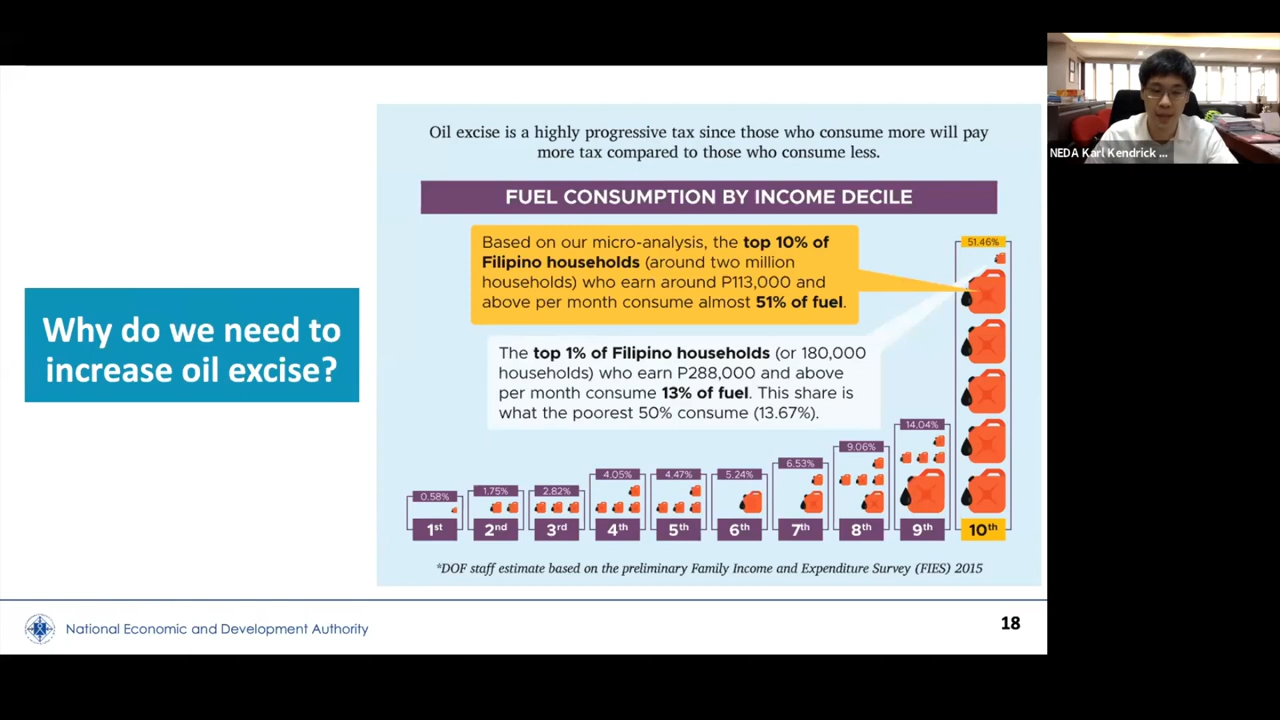 Oil excise is a highly progressive tax since those who consume more will pay
more tax compared to those who consume less.
FUEL CONSUMPTION BY INCOME DECILE
Based on our micro-analysis, the top 10% of
Filipino households (around two million
households) who earn around P113,000 and
above per month consume almost 51% of fuel.
The top 1% of Filipino households (or 180,000
households) who earn P288,000 and above
per month consume 13% of fuel. This share is
what the poorest 50% consume (13.67%).
Why do we need to
increase oil excise?
0.58%
1.75%
2.82%
4.05%
4.47%
5.24%
6.53%
9.06%
14.04%
51.46%
1st 2nd 3rd 4th 5th 6th 7th 8th 9th 10th
*DOF staff estimate based on the preliminary Family Income and Expenditure Survey (FIES) 2015
National Economic and Development Authority
18
NEDA Karl Kendrick ...